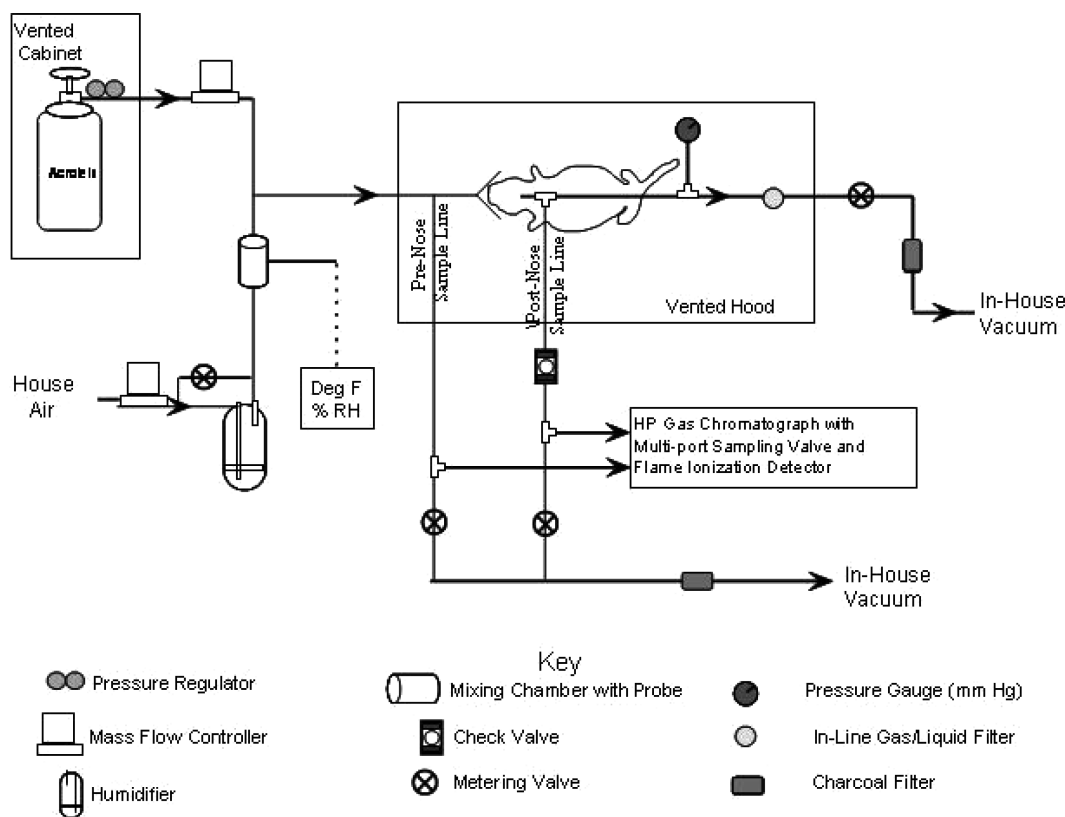 Vented
Cabinet
Acrolein
Pre-Nose
Sample Line
Post-Nose
Sample Line
Vented Hood
In-House
Vacuum
House
Air
Deg F
% RH
HP Gas Chromatograph with
Multi-port Sampling Valve and
Flame Ionization Detector
In-House
Vacuum
Key
Pressure Regulator
Mixing Chamber with Probe
Pressure Gauge (mm Hg)
Mass Flow Controller
Check Valve
In-Line Gas/Liquid Filter
Humidifier
Metering Valve
Charcoal Filter